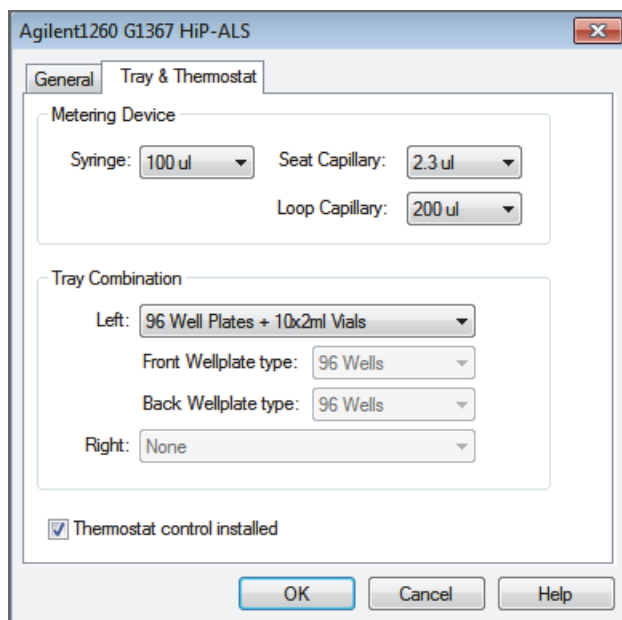 Agilent1260 G1367 HiP-ALS
General Tray & Thermostat
Metering Device
Syringe: 100 ul Seat Capillary: 2.3 ul
Loop Capillary: 200 ul
Tray Combination
Left: 96 Well Plates + 10x2ml Vials
Front Wellplate type: 96 Wells
Back Wellplate type: 96 Wells
Right: None
Thermostat control installed
OK Cancel Help